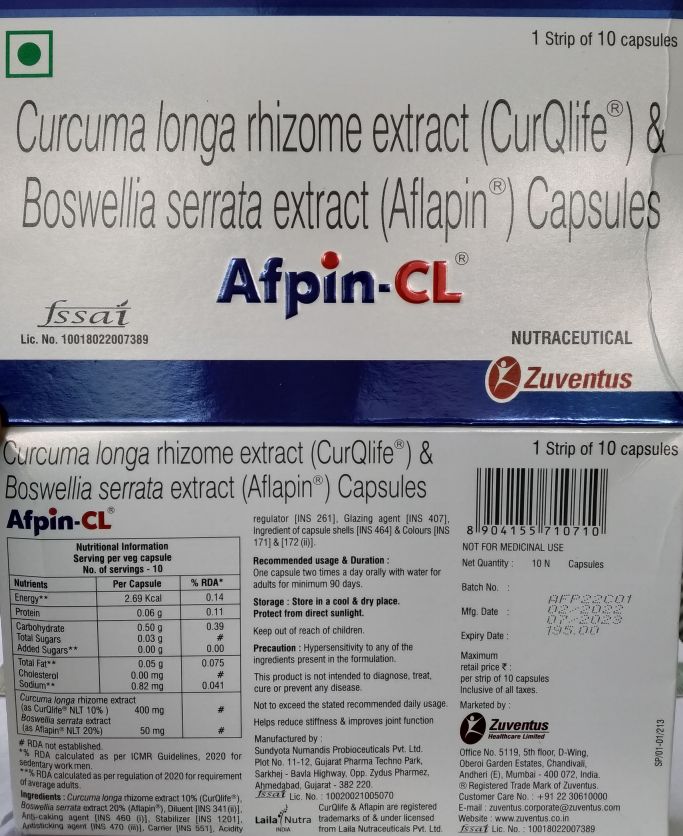 1 Strip of 10 capsules
Curcuma longa rhizome extract (CurQlife®) &
Boswellia serrata extract (Aflapin®) Capsules
Afpin-CL®
fssai
Lic. No. 10018022007389
NUTRACEUTICAL
Zuventus
Curcuma longa rhizome extract (CurQlife®) &
Boswellia serrata extract (Aflapin®) Capsules
Afpin-CL®
Nutritional Information
Serving per veg capsule
No. of servings - 10
Nutrients Per Capsule % RDA*
Energy** 2.69 Kcal 0.14
Protein 0.06 g 0.11
Carbohydrate 0.50 g 0.39
Total Sugars 0.03 g #
Added Sugars** 0.00 g 0.00
Total Fat** 0.05 g 0.075
Cholesterol 0.00 mg #
Sodium** 0.82 mg 0.041
Curcuma longa rhizome extract
(as CurQlife® NLT 10% ) 400 mg #
Boswellia serrata extract
(as Aflapin® NLT 20%) 50 mg #
# RDA not established.
*% RDA calculated as per ICMR Guidelines, 2020 for
sedentary work men.
**% RDA calculated as per regulation of 2020 for requirement
of average adults.
Ingredients : Curcuma longa rhizome extract 10% (CurQlife®),
Boswellia serrata extract 20% (Aflapin®), Diluent [INS 341(ii)],
Anti-caking agent [INS 460 (i)], Stabilizer [INS 1201],
Antisticking agent [INS 470 (iii)], Carrier [INS 551], Acidity
regulator [INS 261], Glazing agent [INS 407],
Ingredient of capsule shells [INS 464] & Colours [INS
171] & [172 (ii)].
Recommended usage & Duration :
One capsule two times a day orally with water for
adults for minimum 90 days.
Storage : Store in a cool & dry place.
Protect from direct sunlight.
Keep out of reach of children.
Precaution : Hypersensitivity to any of the
ingredients present in the formulation.
This product is not intended to diagnose, treat,
cure or prevent any disease.
Not to exceed the stated recommended daily usage.
Helps reduce stiffness & improves joint function
Manufactured by :
Sundyota Numandis Probioceuticals Pvt. Ltd.
Plot No. 11-12, Gujarat Pharma Techno Park,
Sarkhej - Bavla Highway, Opp. Zydus Pharmez,
Ahmedabad, Gujarat - 382 220.
fssai Lic. No. : 10020021005070
Laila Nutra
INDIA
CurQlife & Aflapin are registered
trademarks of & under licensed
from Laila Nutraceuticals Pvt. Ltd.
1 Strip of 10 capsules
8 904155 710710
NOT FOR MEDICINAL USE
Net Quantity : 10 N Capsules
Batch No. : AFP22C01
Mfg. Date : 02-2022
Expiry Date : 07-2023
195.00
Maximum
retail price ₹ :
per strip of 10 capsules
Inclusive of all taxes.
Marketed by :
Zuventus
Healthcare Limited
Office No. 5119, 5th floor, D-Wing,
Oberoi Garden Estates, Chandivali,
Andheri (E), Mumbai - 400 072, India.
® Registered Trade Mark of Zuventus.
Customer Care No. : +91 22 30610000
E-mail : zuventus.corporate@zuventus.com
Website : www.zuventus.co.in
fssai Lic. No. : 10018022007389
SP/01-01/213